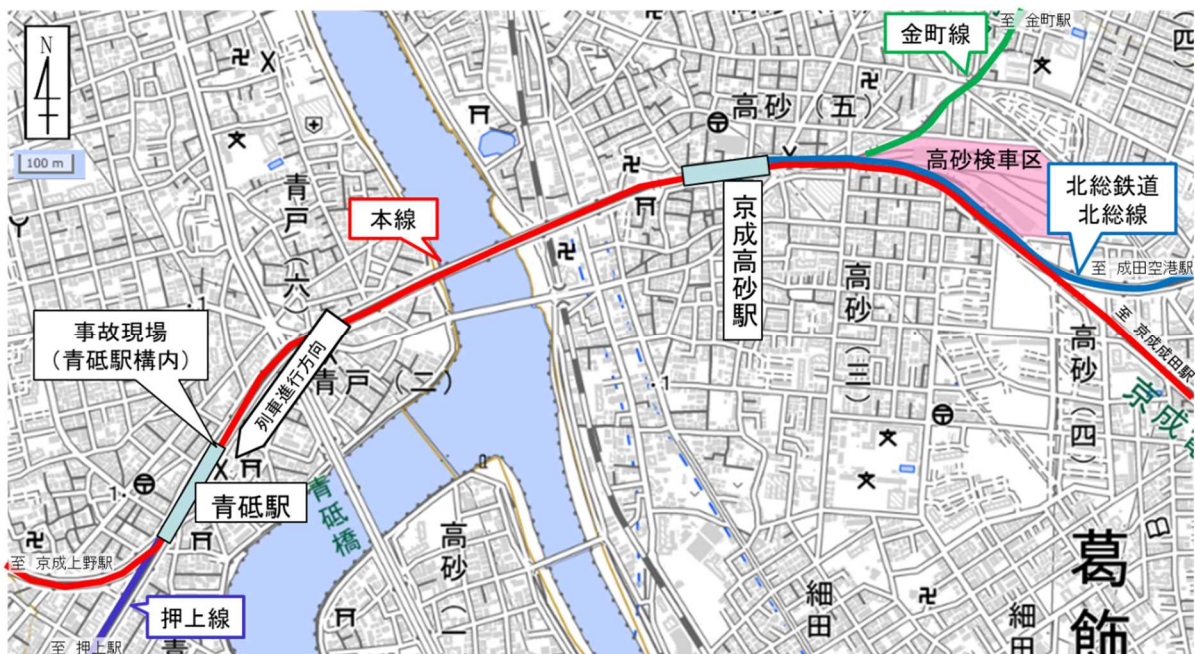 N
100 m
金町線
至 金町駅
四
高砂（五）
高砂検車区
北総鉄道
北総線
至 成田空港駅
本線
京成高砂駅
青戸（六）
事故現場
（青砥駅構内）
列車進行方向
青戸（二）
高砂（三）
至 京成成田駅
高砂（四）
京成
青砥駅
青砥橋
高砂（一
至 京成上野駅
押上線
至 押上駅
青
細田
細田
葛飾